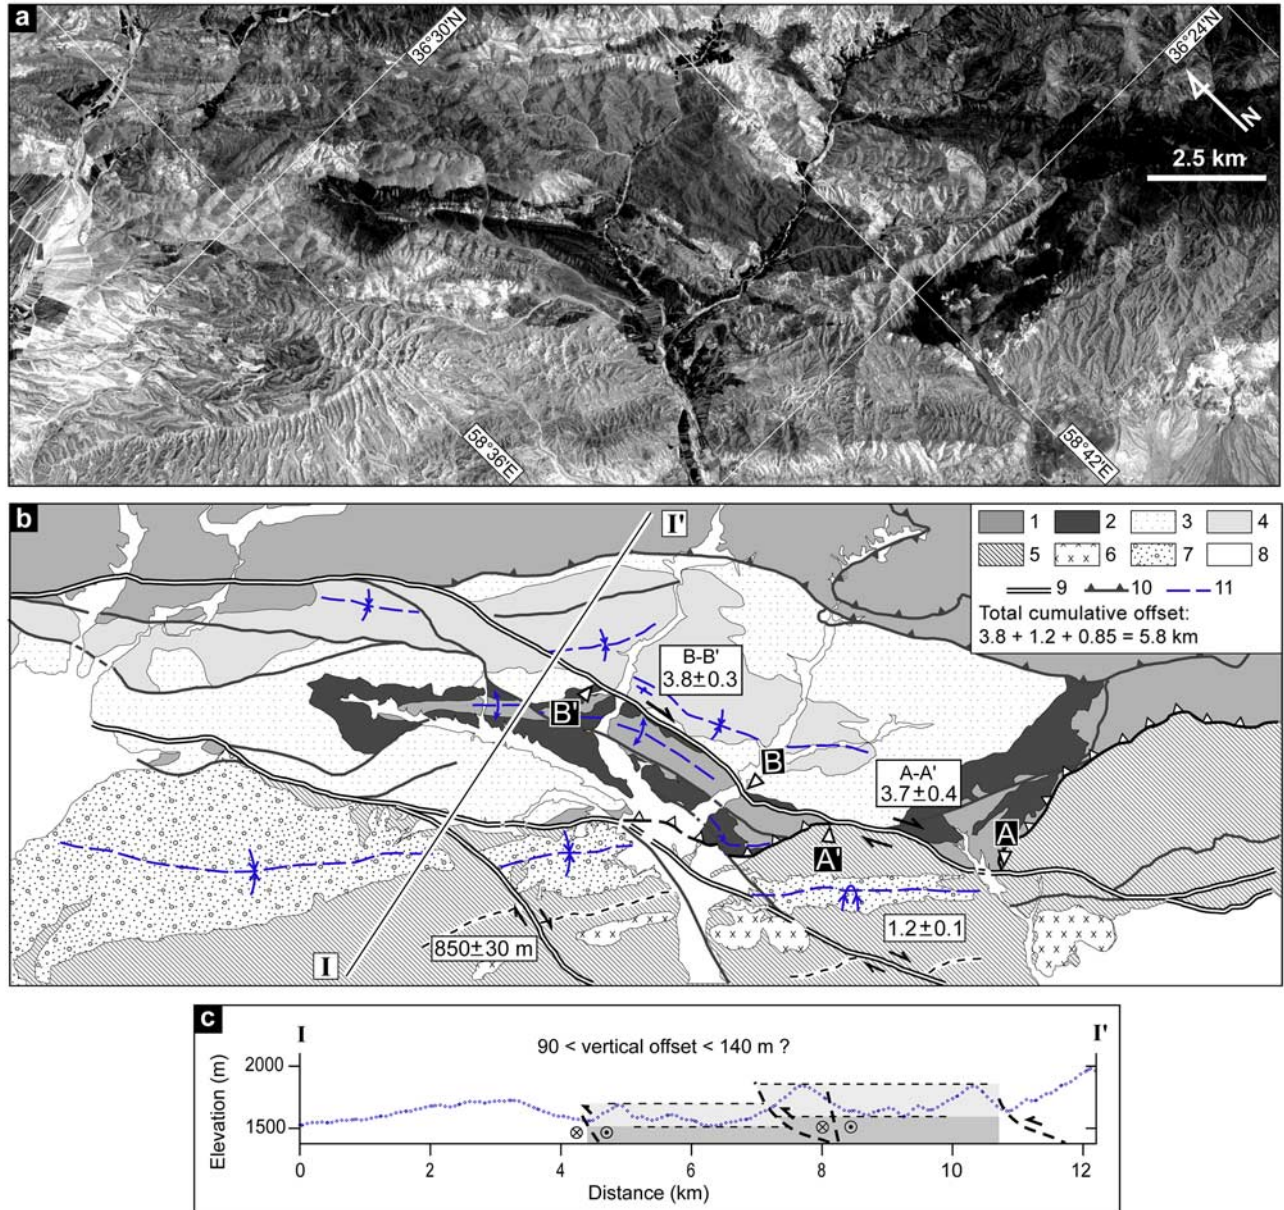 a
36°30'N
36°24'N
N
2.5 km
58°36'E
58°42'E
b
I'
1 2 3 4
5 6 7 8
9 10 11
Total cumulative offset:
3.8 + 1.2 + 0.85 = 5.8 km
B-B'
3.8±0.3
B'
B
A-A'
3.7±0.4
A
A'
1.2±0.1
850±30 m
I
c
I
I'
90 < vertical offset < 140 m ?
Elevation (m)
2000
1500
0 2 4 6 8 10 12
Distance (km)